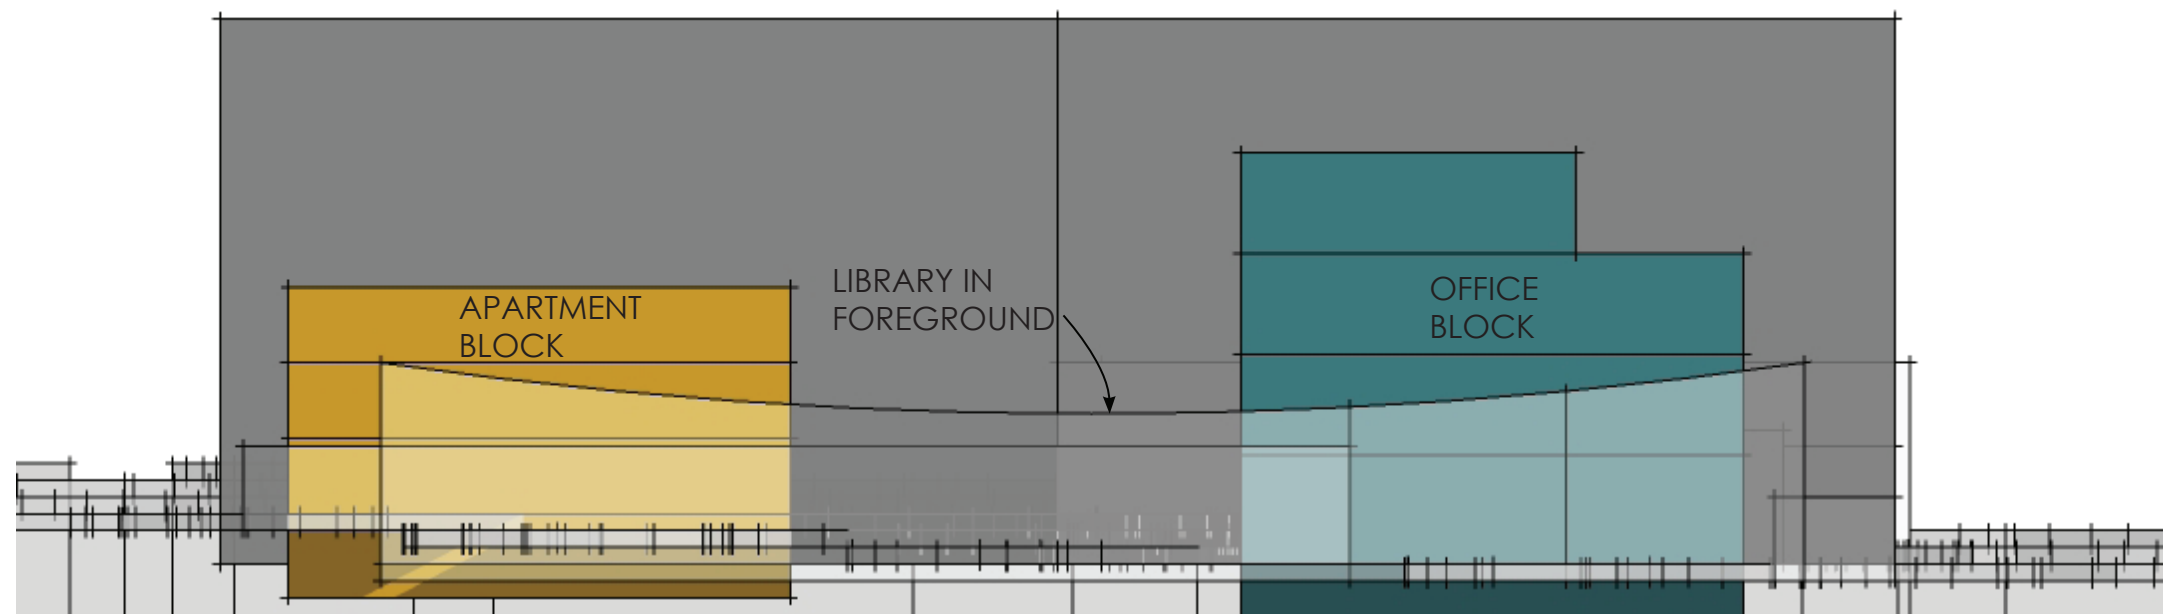 APARTMENT
BLOCK
LIBRARY IN
FOREGROUND
OFFICE
BLOCK